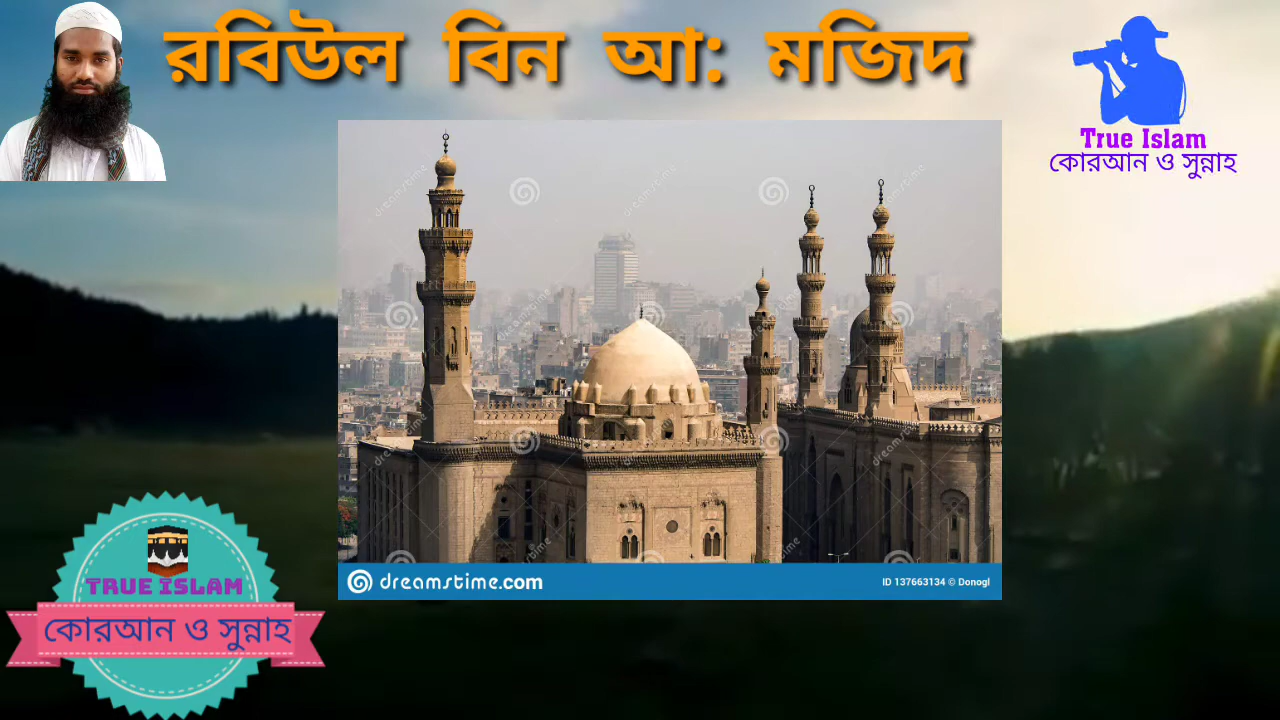 রবিউল বিন আ: মজিদ
True Islam
কোরআন ও সুন্নাহ
dreamstime.com
ID 137663134 © Donogl
TRUE ISLAM
কোরআন ও সুন্নাহ